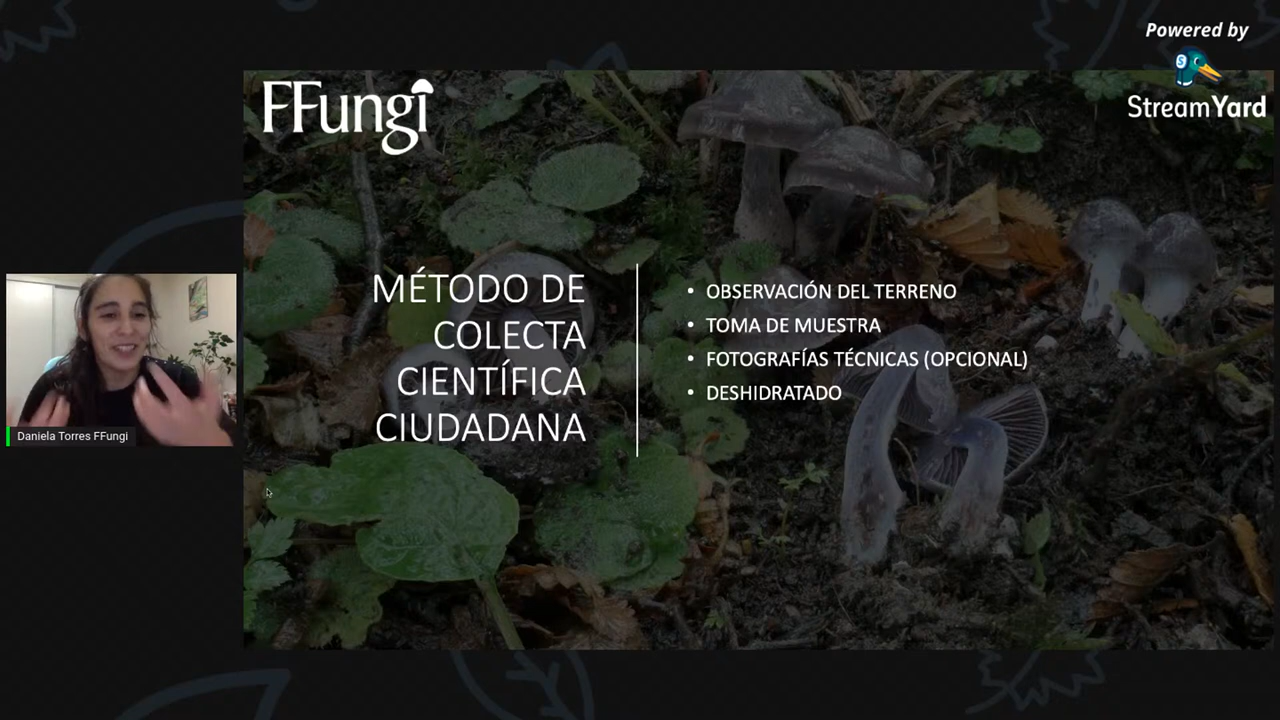 Powered by
StreamYard
FFungi
MÉTODO DE
COLECTA
CIENTÍFICA
CIUDADANA
• OBSERVACIÓN DEL TERRENO
• TOMA DE MUESTRA
• FOTOGRAFÍAS TÉCNICAS (OPCIONAL)
• DESHIDRATADO
Daniela Torres FFungi